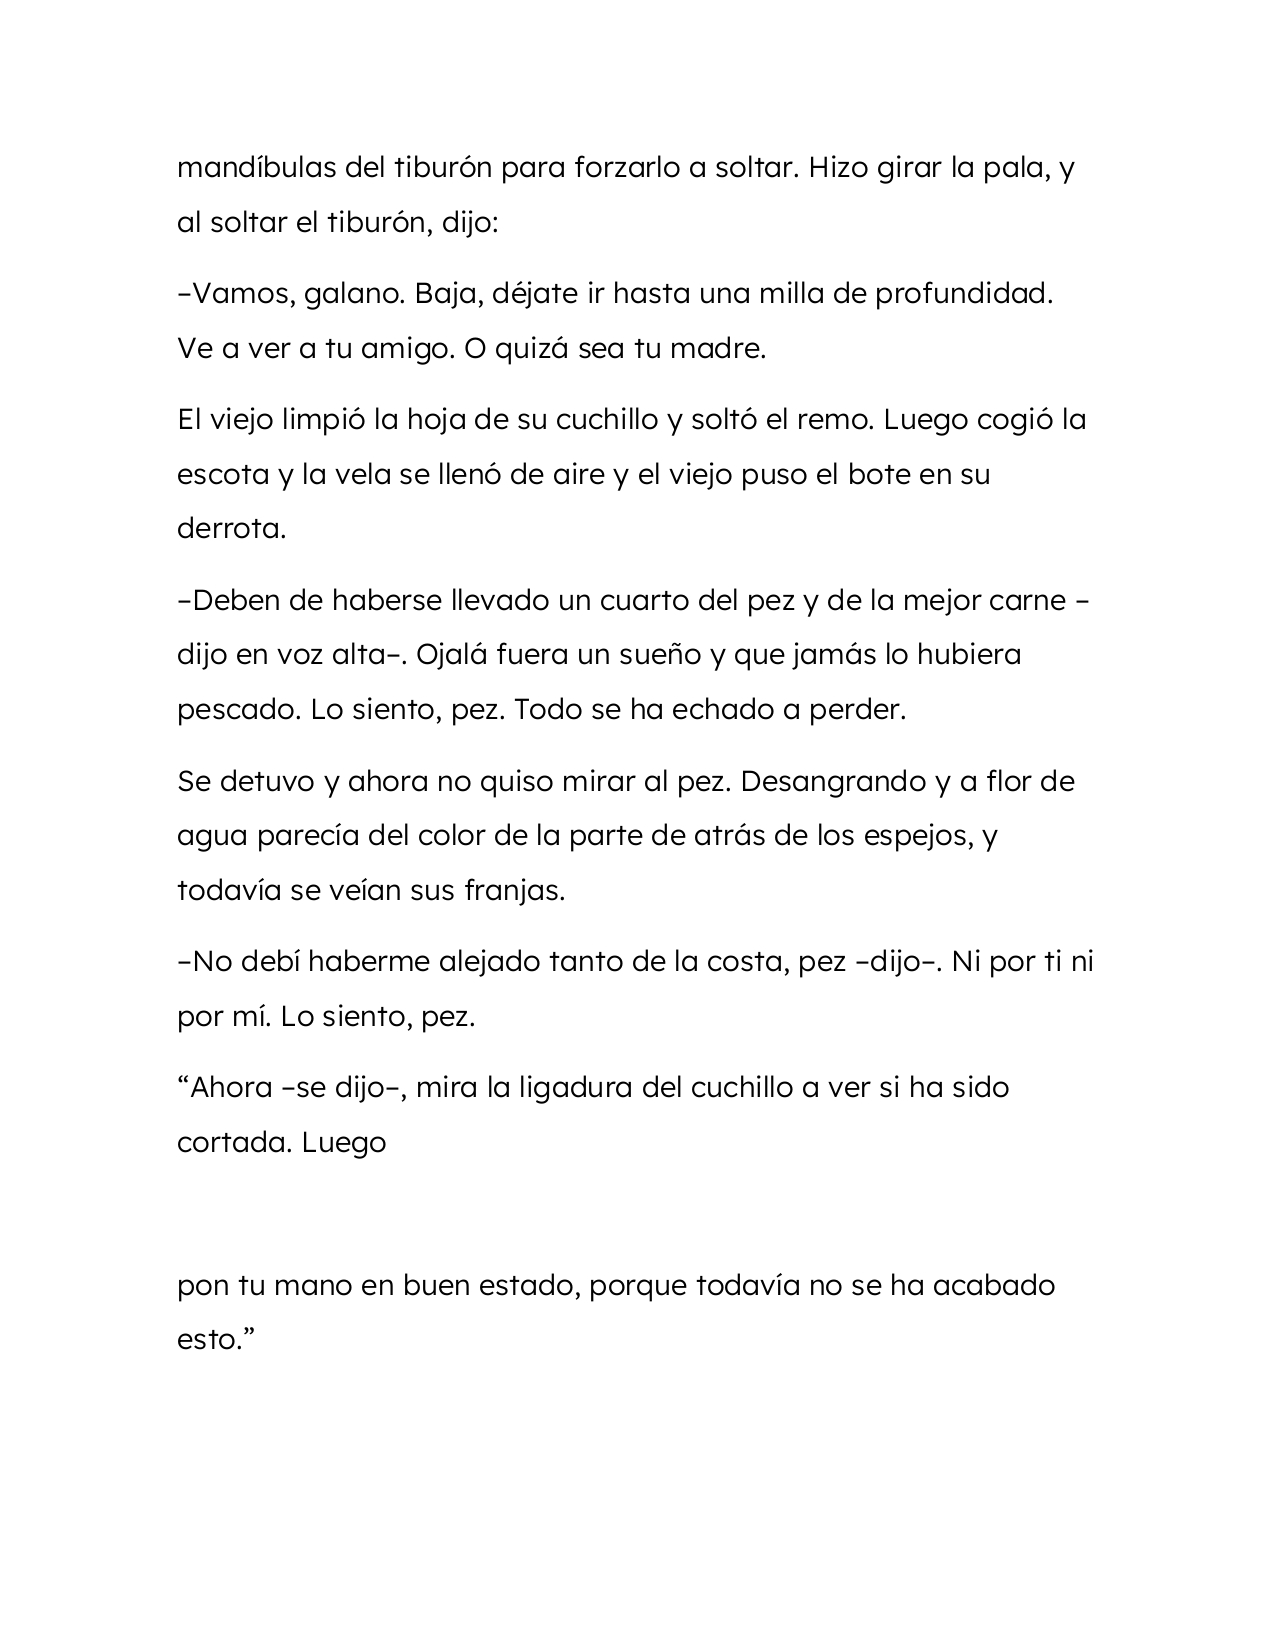 mandíbulas del tiburón para forzarlo a soltar. Hizo girar la pala, y
al soltar el tiburón, dijo:
–Vamos, galano. Baja, déjate ir hasta una milla de profundidad.
Ve a ver a tu amigo. O quizá sea tu madre.
El viejo limpió la hoja de su cuchillo y soltó el remo. Luego cogió la
escota y la vela se llenó de aire y el viejo puso el bote en su
derrota.
–Deben de haberse llevado un cuarto del pez y de la mejor carne –
dijo en voz alta–. Ojalá fuera un sueño y que jamás lo hubiera
pescado. Lo siento, pez. Todo se ha echado a perder.
Se detuvo y ahora no quiso mirar al pez. Desangrando y a flor de
agua parecía del color de la parte de atrás de los espejos, y
todavía se veían sus franjas.
–No debí haberme alejado tanto de la costa, pez –dijo–. Ni por ti ni
por mí. Lo siento, pez.
“Ahora –se dijo–, mira la ligadura del cuchillo a ver si ha sido
cortada. Luego
pon tu mano en buen estado, porque todavía no se ha acabado
esto.”